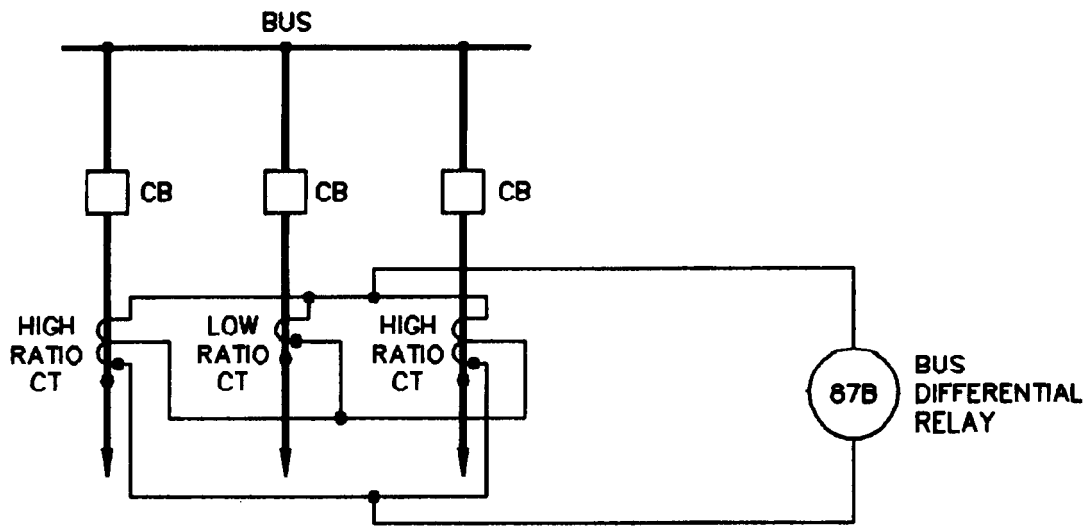 BUS
CB
CB
CB
HIGH
RATIO
CT
LOW
RATIO
CT
HIGH
RATIO
CT
87B
BUS
DIFFERENTIAL
RELAY